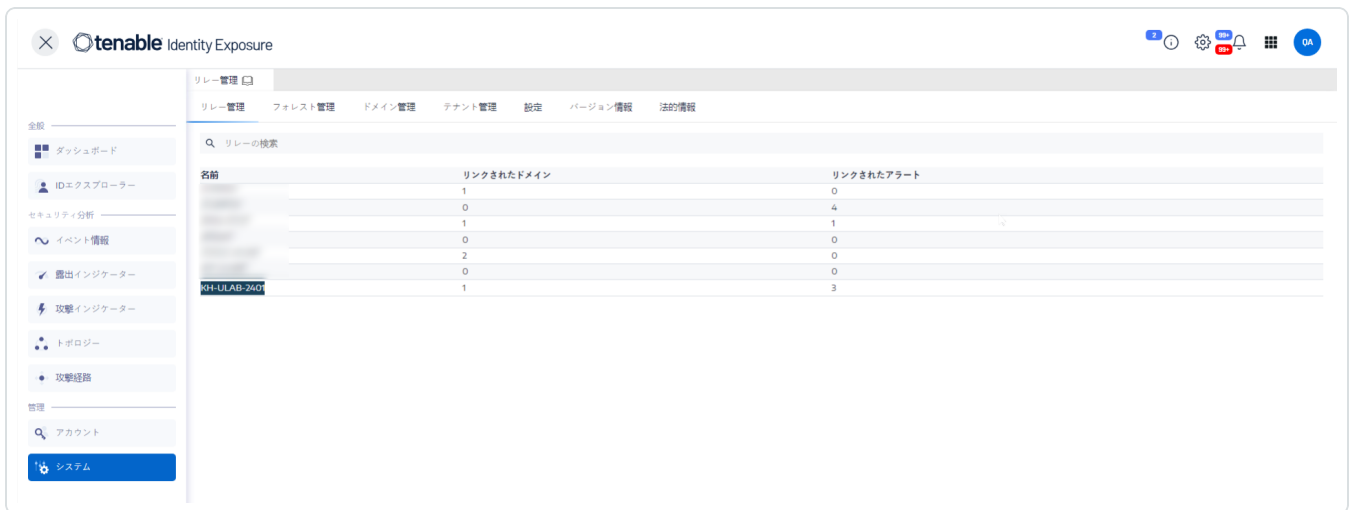 tenable Identity Exposure
2
99+
99+
QA
リレー管理
リレー管理 フォレスト管理 ドメイン管理 テナント管理 設定 バージョン情報 法的情報
全般
ダッシュボード
IDエクスプローラー
セキュリティ分析
イベント情報
露出インジケーター
攻撃インジケーター
トポロジー
攻撃経路
管理
アカウント
システム
リレーの検索
名前 リンクされたドメイン リンクされたアラート
1 0
0 4
1 1
0 0
2 0
0 0
KH-ULAB-2401 1 3